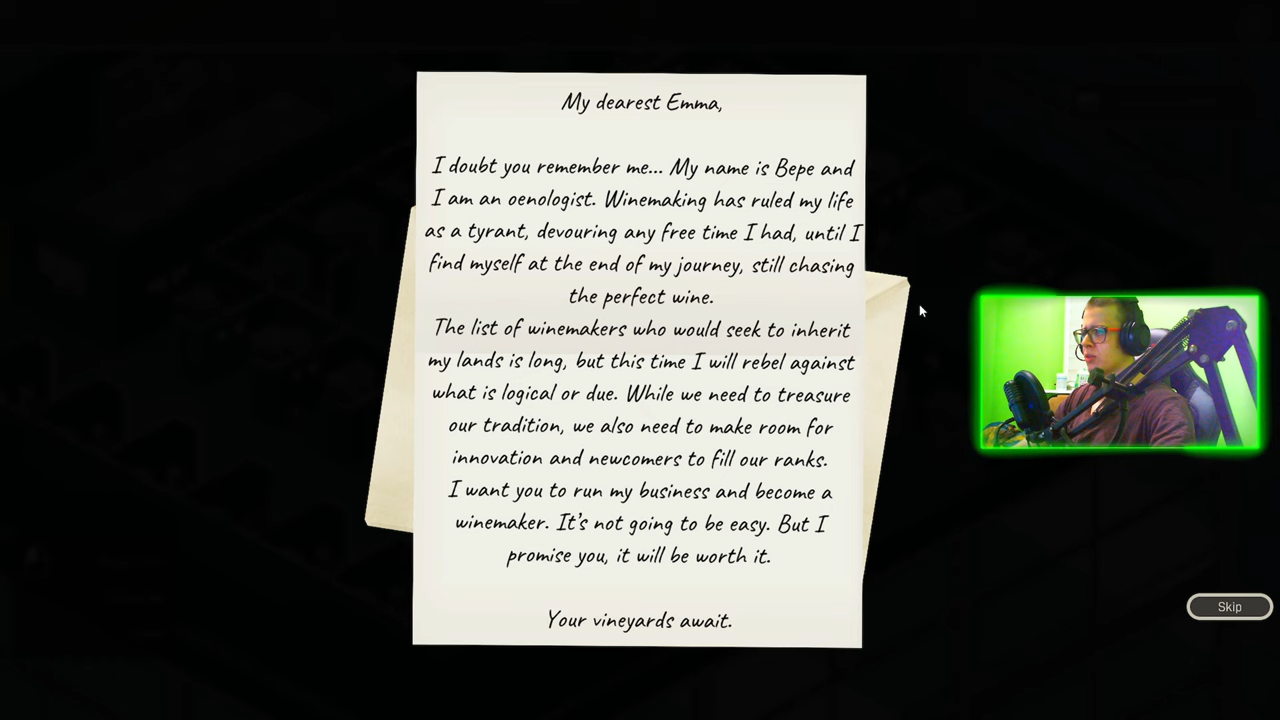 My dearest Emma,
I doubt you remember me... My name is Bepe and
I am an oenologist. Winemaking has ruled my life
as a tyrant, devouring any free time I had, until I
find myself at the end of my journey, still chasing
the perfect wine.
The list of winemakers who would seek to inherit
my lands is long, but this time I will rebel against
what is logical or due. While we need to treasure
our tradition, we also need to make room for
innovation and newcomers to fill our ranks.
I want you to run my business and become a
winemaker. It's not going to be easy. But I
promise you, it will be worth it.
Your vineyards await.
Skip